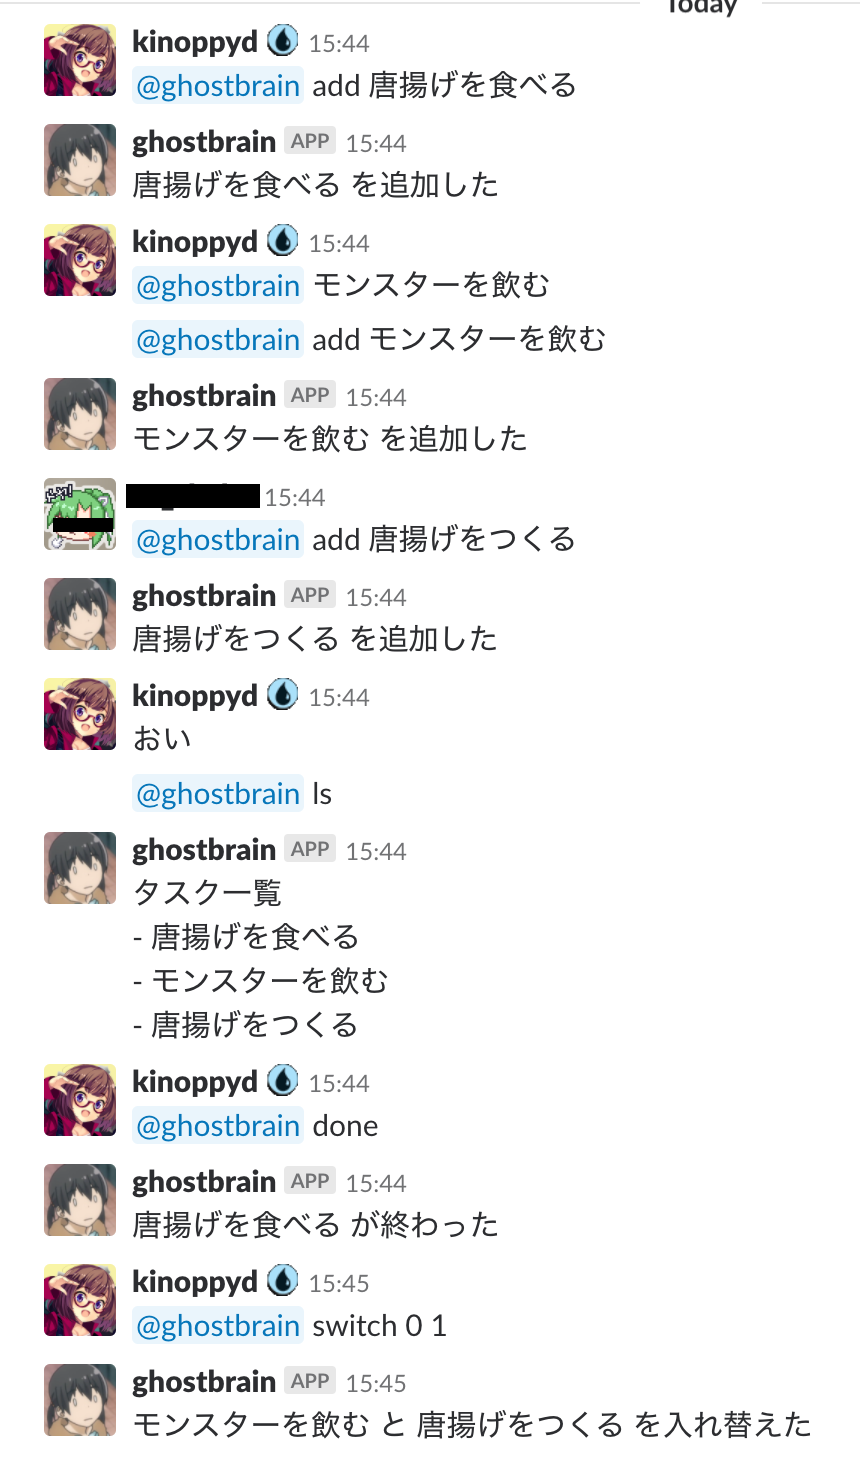 Today
kinoppyd 15:44
@ghostbrain add 唐揚げを食べる
ghostbrain APP 15:44
唐揚げを食べる を追加した
kinoppyd 15:44
@ghostbrain モンスターを飲む
@ghostbrain add モンスターを飲む
ghostbrain APP 15:44
モンスターを飲む を追加した
15:44
@ghostbrain add 唐揚げをつくる
ghostbrain APP 15:44
唐揚げをつくる を追加した
kinoppyd 15:44
おい
@ghostbrain ls
ghostbrain APP 15:44
タスク一覧
- 唐揚げを食べる
- モンスターを飲む
- 唐揚げをつくる
kinoppyd 15:44
@ghostbrain done
ghostbrain APP 15:44
唐揚げを食べる が終わった
kinoppyd 15:45
@ghostbrain switch 0 1
ghostbrain APP 15:45
モンスターを飲む と 唐揚げをつくる を入れ替えた